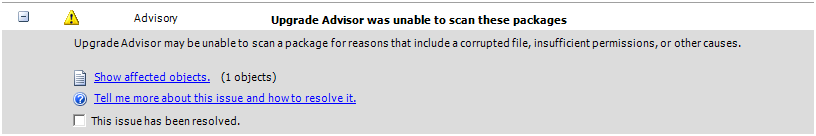 Advisory Upgrade Advisor was unable to scan these packages
Upgrade Advisor may be unable to scan a package for reasons that include a corrupted file, insufficient permissions, or other causes.
Show affected objects. (1 objects)
Tell me more about this issue and how to resolve it.
This issue has been resolved.